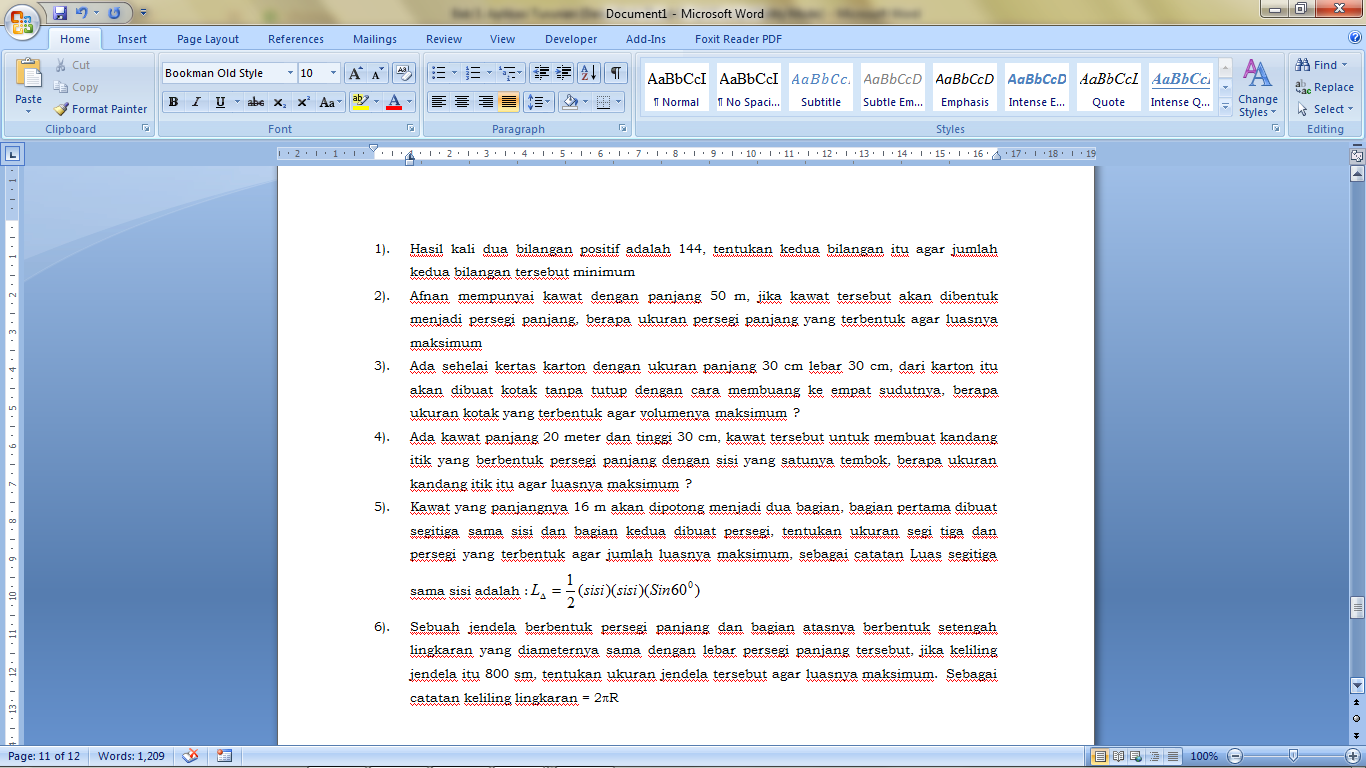 Document1 - Microsoft Word
Home Insert Page Layout References Mailings Review View Developer Add-Ins Foxit Reader PDF
Paste
Cut
Copy
Format Painter
Clipboard
Bookman Old Style 10
Font
Paragraph
AaBbCcI AaBbCcI AaBbCc. AaBbCcD AaBbCcD AaBbCcL AaBbCcL AaBbCcL
¶ Normal ¶ No Spaci... Subtitle Subtle Em... Emphasis Intense E... Quote Intense Q...
Change Styles
Styles
Find
Replace
Select
Editing
1). Hasil kali dua bilangan positif adalah 144, tentukan kedua bilangan itu agar jumlah
kedua bilangan tersebut minimum
2). Afnan mempunyai kawat dengan panjang 50 m, jika kawat tersebut akan dibentuk
menjadi persegi panjang, berapa ukuran persegi panjang yang terbentuk agar luasnya
maksimum
3). Ada sehelai kertas karton dengan ukuran panjang 30 cm lebar 30 cm, dari karton itu
akan dibuat kotak tanpa tutup dengan cara membuang ke empat sudutnya, berapa
ukuran kotak yang terbentuk agar volumenya maksimum ?
4). Ada kawat panjang 20 meter dan tinggi 30 cm, kawat tersebut untuk membuat kandang
itik yang berbentuk persegi panjang dengan sisi yang satunya tembok, berapa ukuran
kandang itik itu agar luasnya maksimum ?
5). Kawat yang panjangnya 16 m akan dipotong menjadi dua bagian, bagian pertama dibuat
segitiga sama sisi dan bagian kedua dibuat persegi, tentukan ukuran segi tiga dan
persegi yang terbentuk agar jumlah luasnya maksimum, sebagai catatan Luas segitiga
sama sisi adalah : L△ = 1/2 (sisi)(sisi)(Sin60⁰)
6). Sebuah jendela berbentuk persegi panjang dan bagian atasnya berbentuk setengah
lingkaran yang diameternya sama dengan lebar persegi panjang tersebut, jika keliling
jendela itu 800 sm, tentukan ukuran jendela tersebut agar luasnya maksimum. Sebagai
catatan keliling lingkaran = 2πR
Page: 11 of 12 Words: 1,209 100%